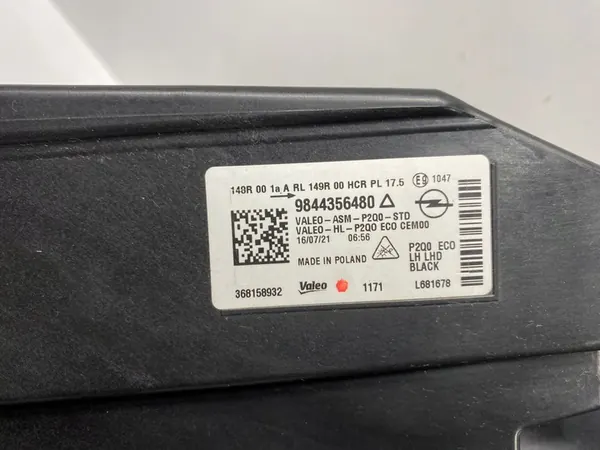 148R 00 1a A RL 149R 00 HCR PL 17.5 E9 1047
9844356480
VALEO-ASM-P2Q0-STD
VALEO-HL-P2Q0 ECO CEM00
16/07/21 06:56
MADE IN POLAND
P2Q0 ECO
LH LHD
BLACK
368158932 Valeo 1171 L681678